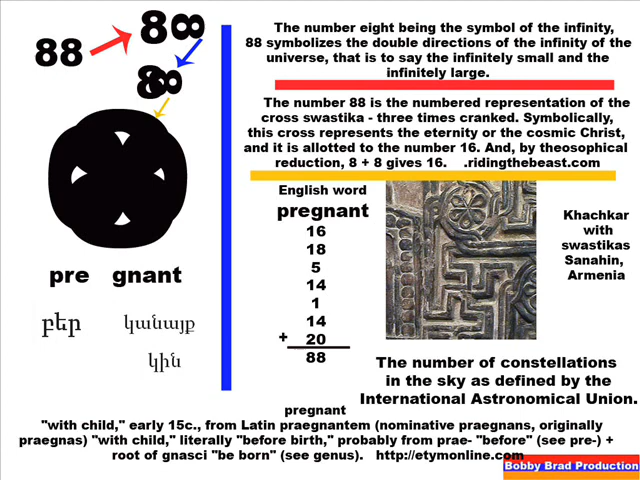 88
88
88
The number eight being the symbol of the infinity,
88 symbolizes the double directions of the infinity of the
universe, that is to say the infinitely small and the
infinitely large.
The number 88 is the numbered representation of the
cross swastika - three times cranked. Symbolically,
this cross represents the eternity or the cosmic Christ,
and it is allotted to the number 16. And, by theosophical
reduction, 8 + 8 gives 16. .ridingthebeast.com
pre gnant
բեր կանայք
կին
English word
pregnant
16
18
5
14
1
14
+ 20
88
Khachkar
with
swastikas
Sanahin,
Armenia
The number of constellations
in the sky as defined by the
International Astronomical Union.
pregnant
"with child," early 15c., from Latin praegnantem (nominative praegnans, originally
praegnas) "with child," literally "before birth," probably from prae- "before" (see pre-) +
root of gnasci "be born" (see genus). http://etymonline.com
Bobby Brad Production